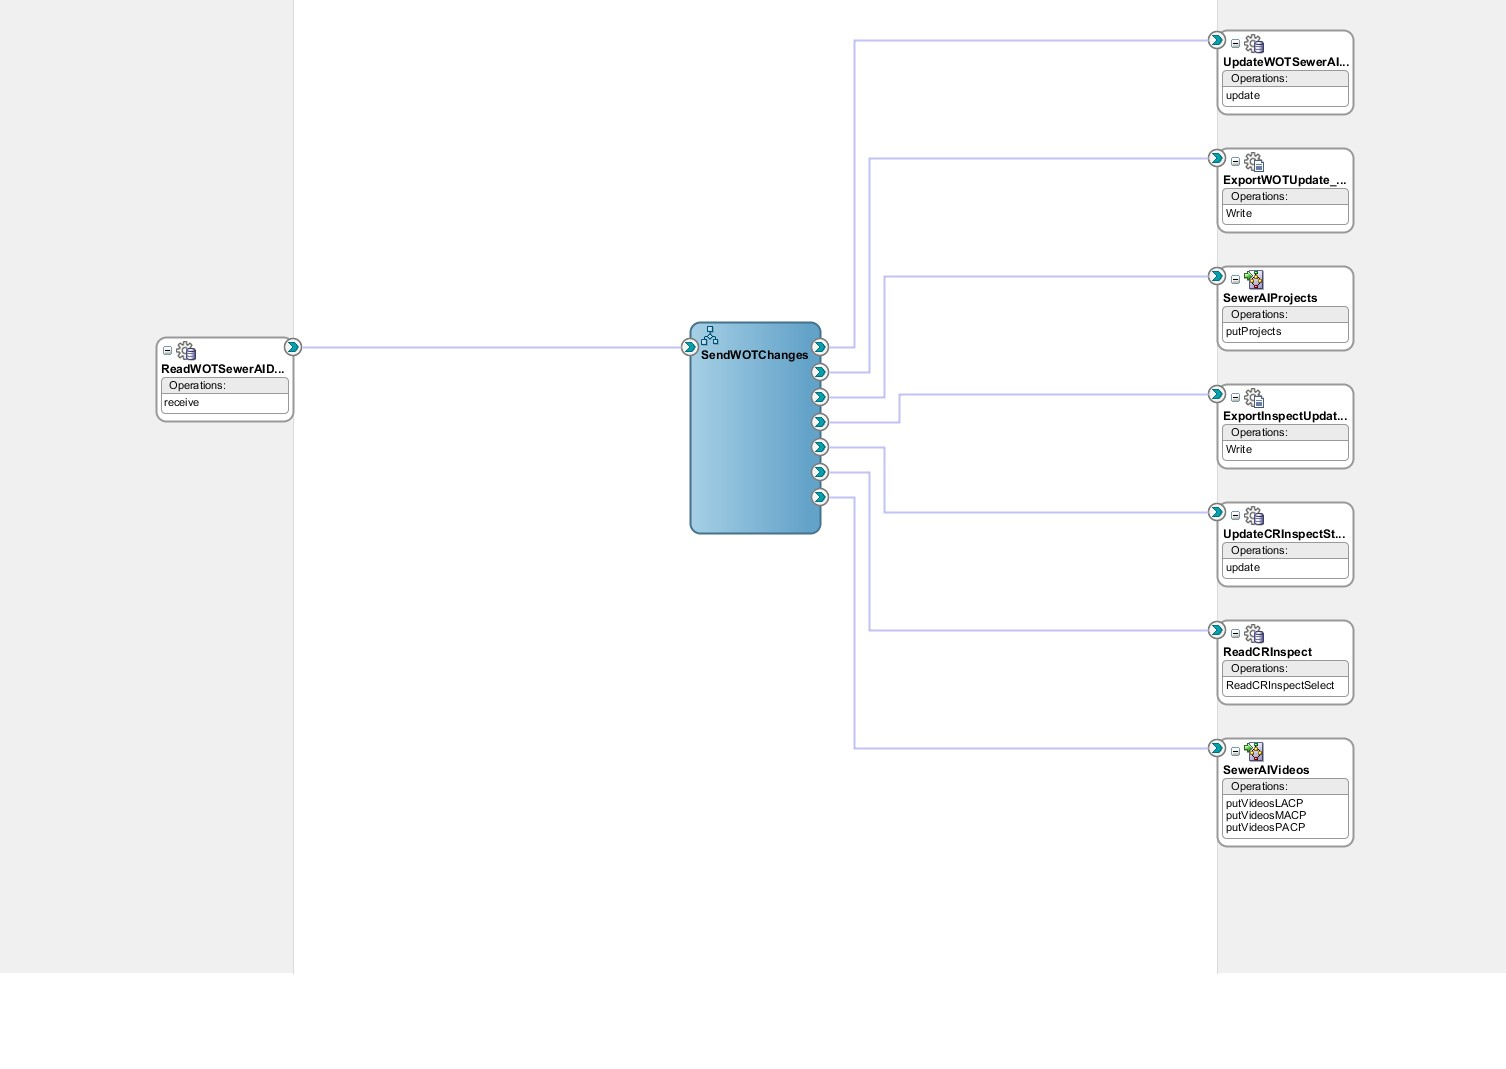 ReadWOTSewerAID...
Operations:
receive
SendWOTChanges
UpdateWOTSewerAI...
Operations:
update
ExportWOTUpdate_...
Operations:
Write
SewerAIProjects
Operations:
putProjects
ExportInspectUpdat...
Operations:
Write
UpdateCRInspectSt...
Operations:
update
ReadCRInspect
Operations:
ReadCRInspectSelect
SewerAIVideos
Operations:
putVideosLACP
putVideosMACP
putVideosPACP